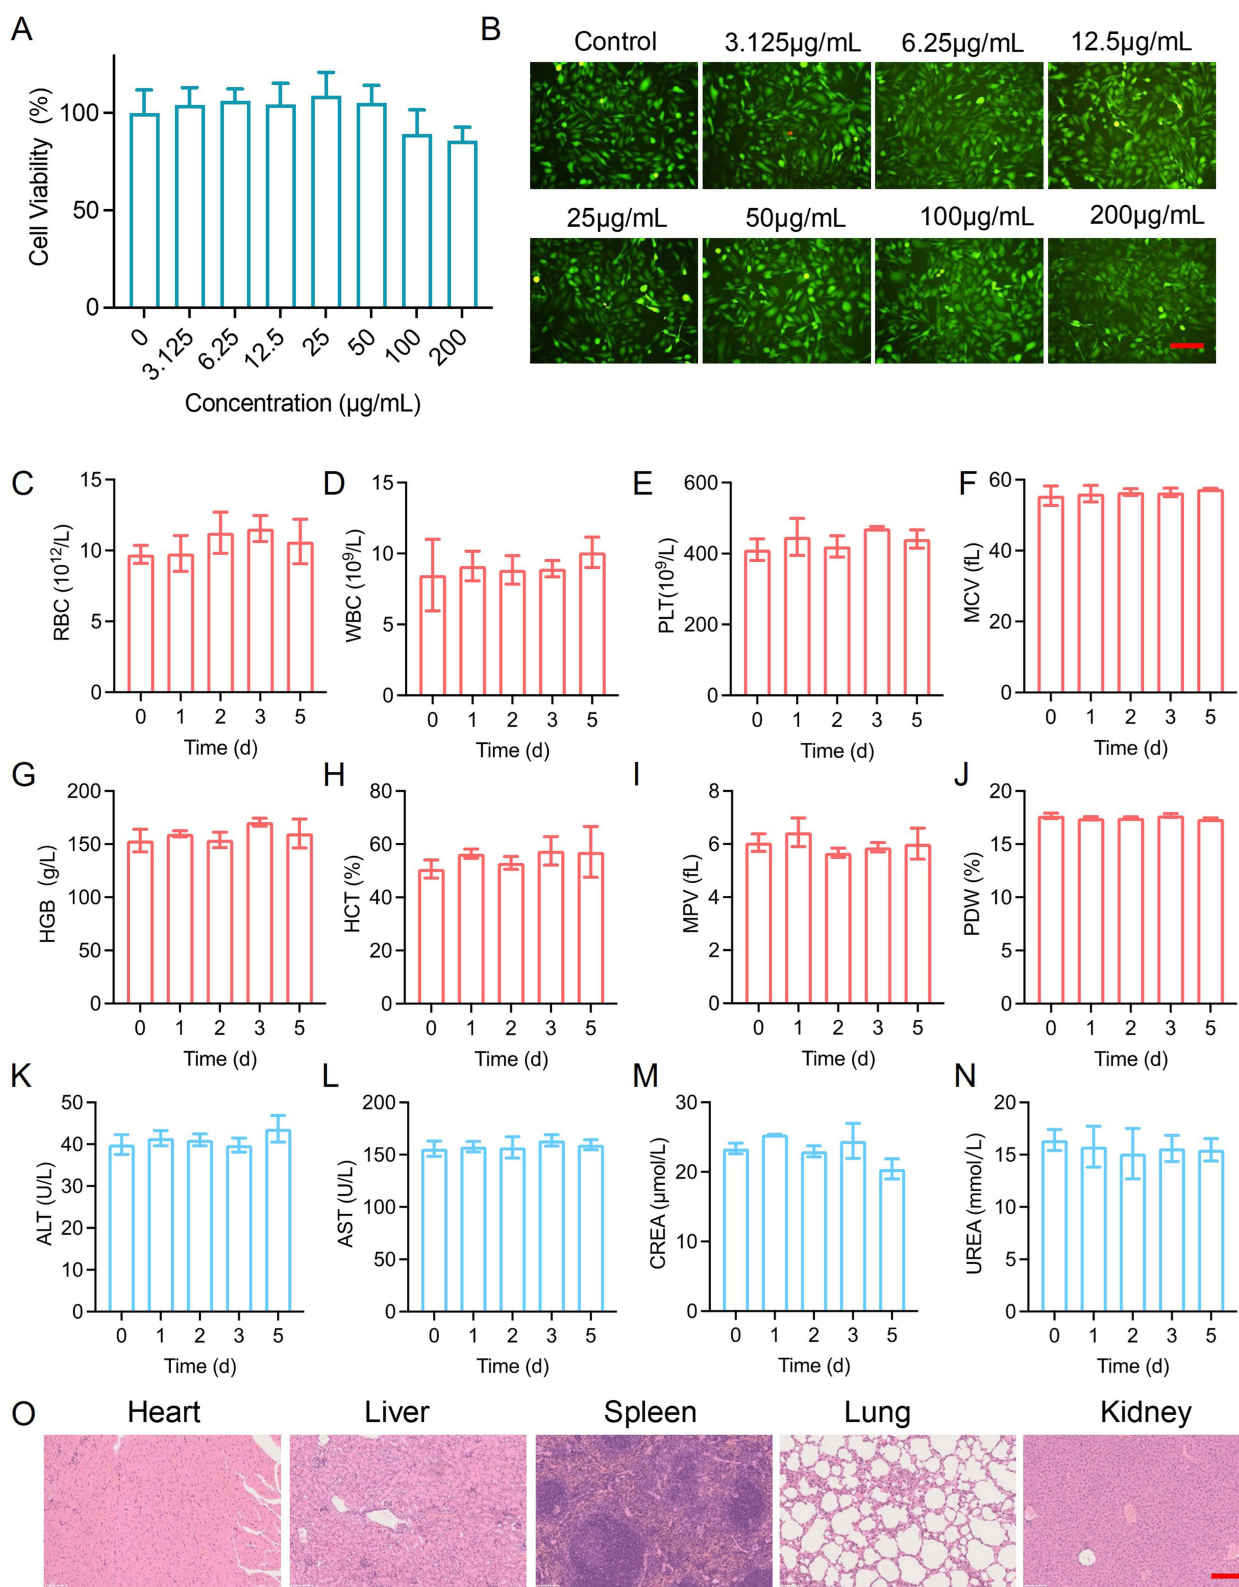 A
Cell Viability (%)
100
50
0
0 3.125 6.25 12.5 25 50 100 200
Concentration (μg/mL)
B
Control 3.125μg/mL 6.25μg/mL 12.5μg/mL
25μg/mL 50μg/mL 100μg/mL 200μg/mL
C
RBC (10¹²/L)
15
10
5
0
0 1 2 3 5
Time (d)
D
WBC (10⁹/L)
15
10
5
0
0 1 2 3 5
Time (d)
E
PLT(10⁹/L)
600
400
200
0
0 1 2 3 5
Time (d)
F
MCV (fL)
60
40
20
0
0 1 2 3 5
Time (d)
G
HGB (g/L)
200
150
100
50
0
0 1 2 3 5
Time (d)
H
HCT (%)
80
60
40
20
0
0 1 2 3 5
Time (d)
I
MPV (fL)
8
6
4
2
0
0 1 2 3 5
Time (d)
J
PDW (%)
20
15
10
5
0
0 1 2 3 5
Time (d)
K
ALT (U/L)
50
40
30
20
10
0
0 1 2 3 5
Time (d)
L
AST (U/L)
200
150
100
50
0
0 1 2 3 5
Time (d)
M
CREA (μmol/L)
30
20
10
0
0 1 2 3 5
Time (d)
N
UREA (mmol/L)
20
15
10
5
0
0 1 2 3 5
Time (d)
O
Heart Liver Spleen Lung Kidney